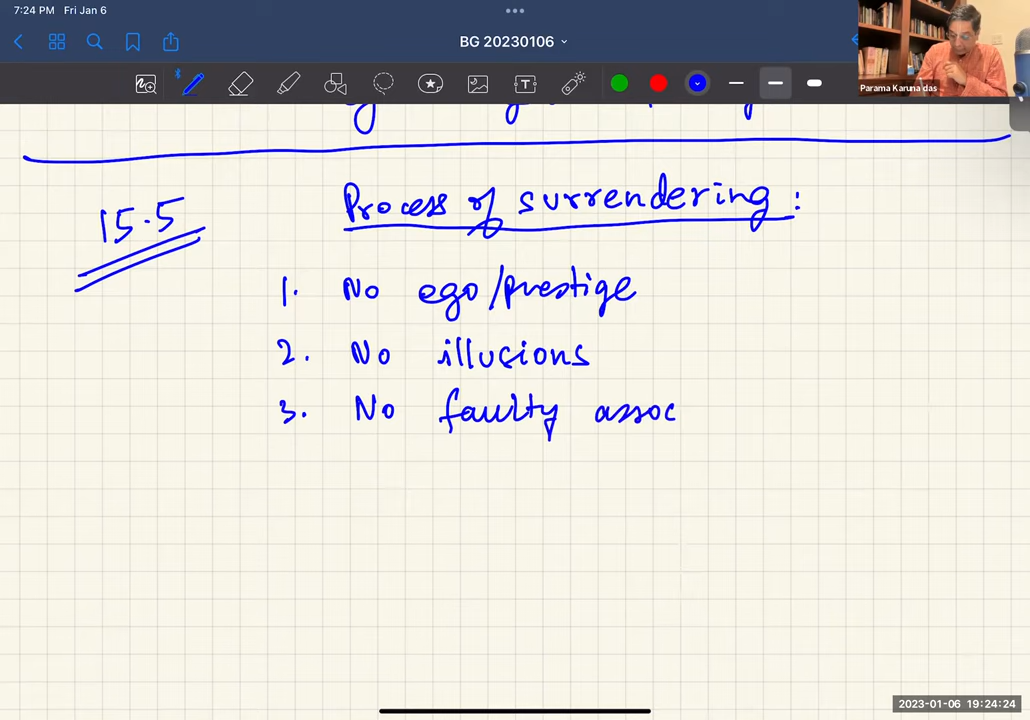 7:24 PM Fri Jan 6
BG 20230106
Parama Karuna das
15.5
Process of surrendering :
1. No ego/prestige
2. No illusions
3. No faulty assoc
2023-01-06 19:24:24